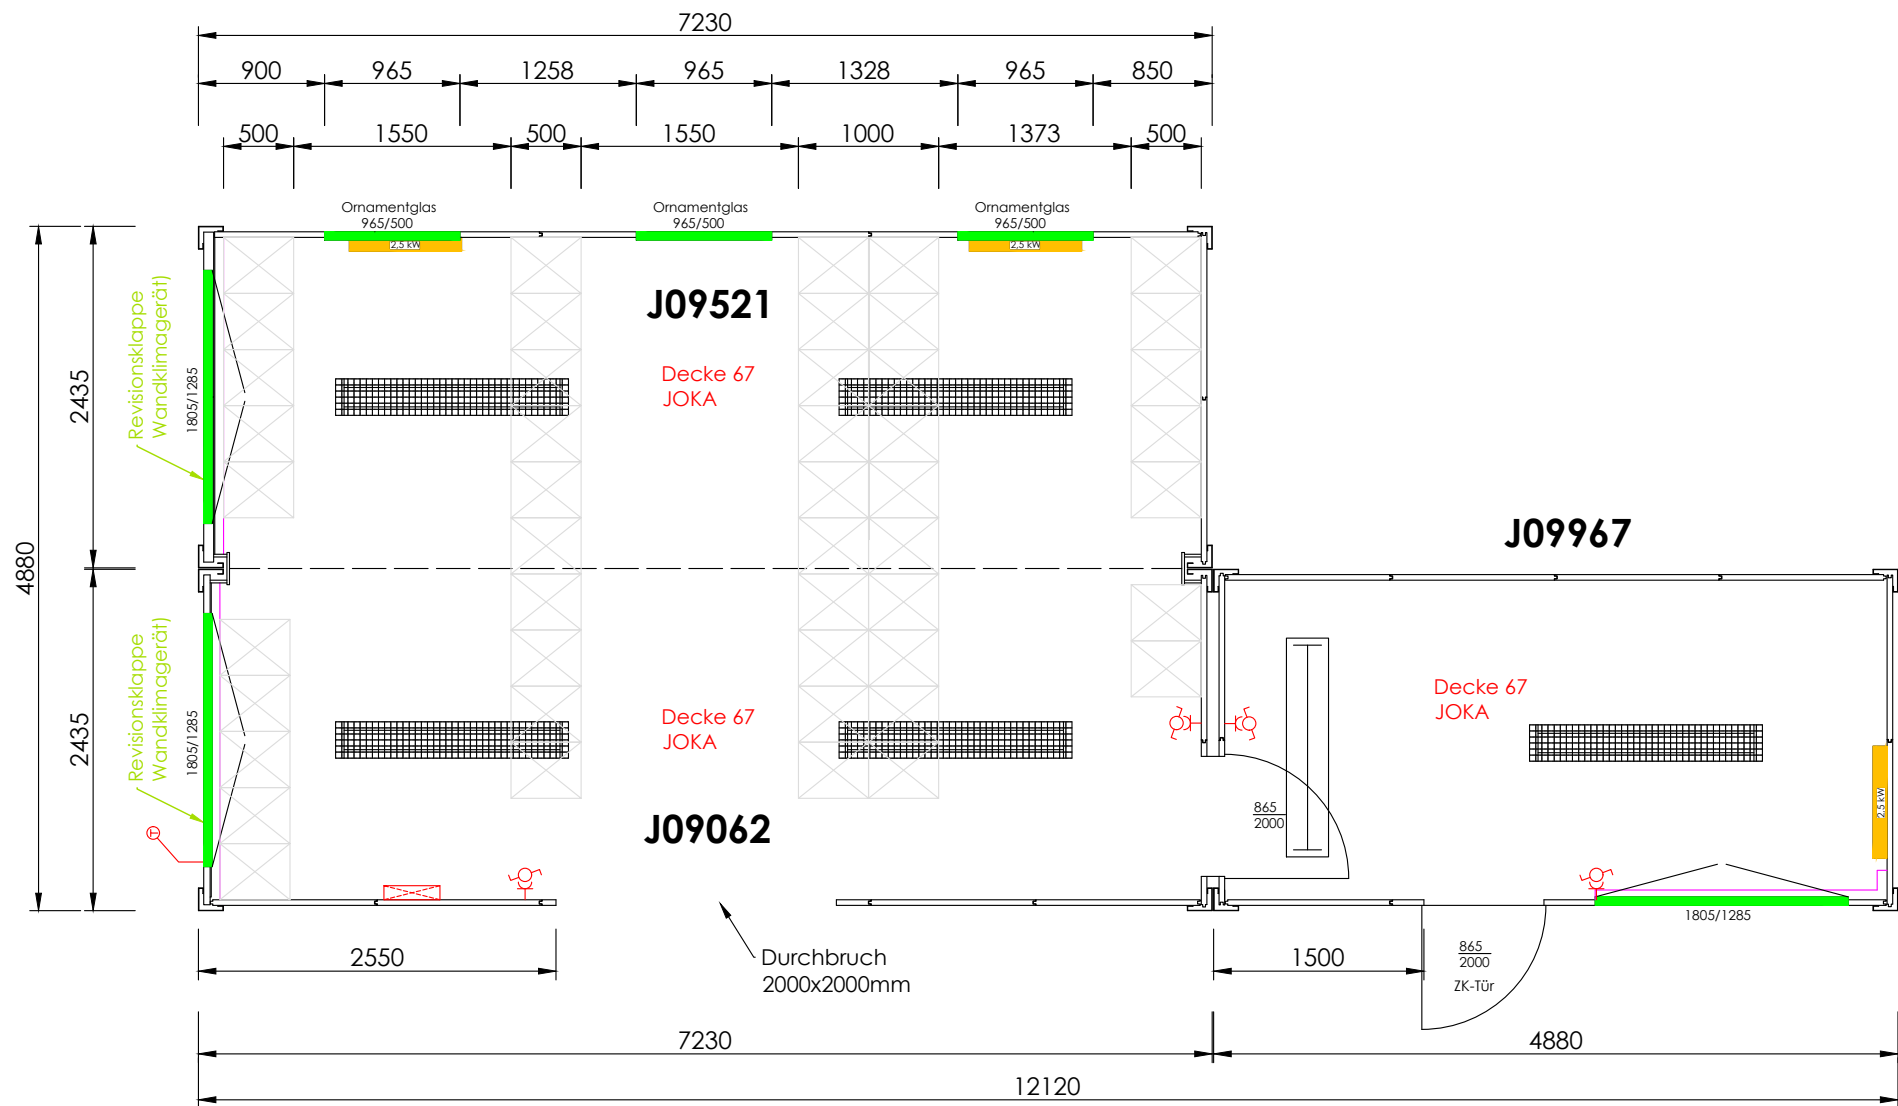 7230
900 965 1258 965 1328 965 850
500 1550 500 1550 1000 1373 500
Ornamentglas
965/500
Ornamentglas
965/500
Ornamentglas
965/500
2,5 kW
2,5 kW
J09521
Revisionsklappe
Wandklimagerät)
1805/1285
Decke 67
JOKA
2435
4880
J09967
Revisionsklappe
Wandklimagerät)
1805/1285
2435
Decke 67
JOKA
Decke 67
JOKA
865
2000
2,5 kW
J09062
T
1805/1285
2550
Durchbruch
2000x2000mm
1500
865
2000
ZK-Tür
7230
4880
12120